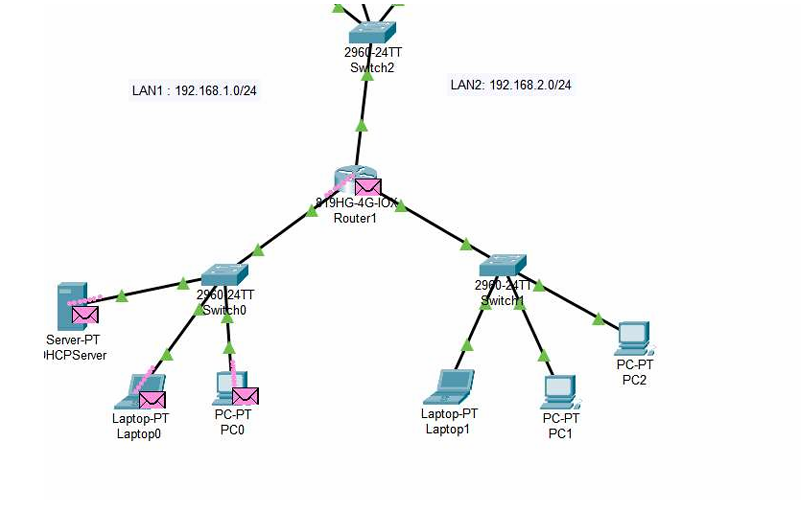 2960-24TT
Switch2
LAN1 : 192.168.1.0/24
LAN2: 192.168.2.0/24
819HG-4G-IOX
Router1
2960-24TT
Switch0
2960-24TT
Switch1
Server-PT
DHCPServer
Laptop-PT
Laptop0
PC-PT
PC0
Laptop-PT
Laptop1
PC-PT
PC1
PC-PT
PC2